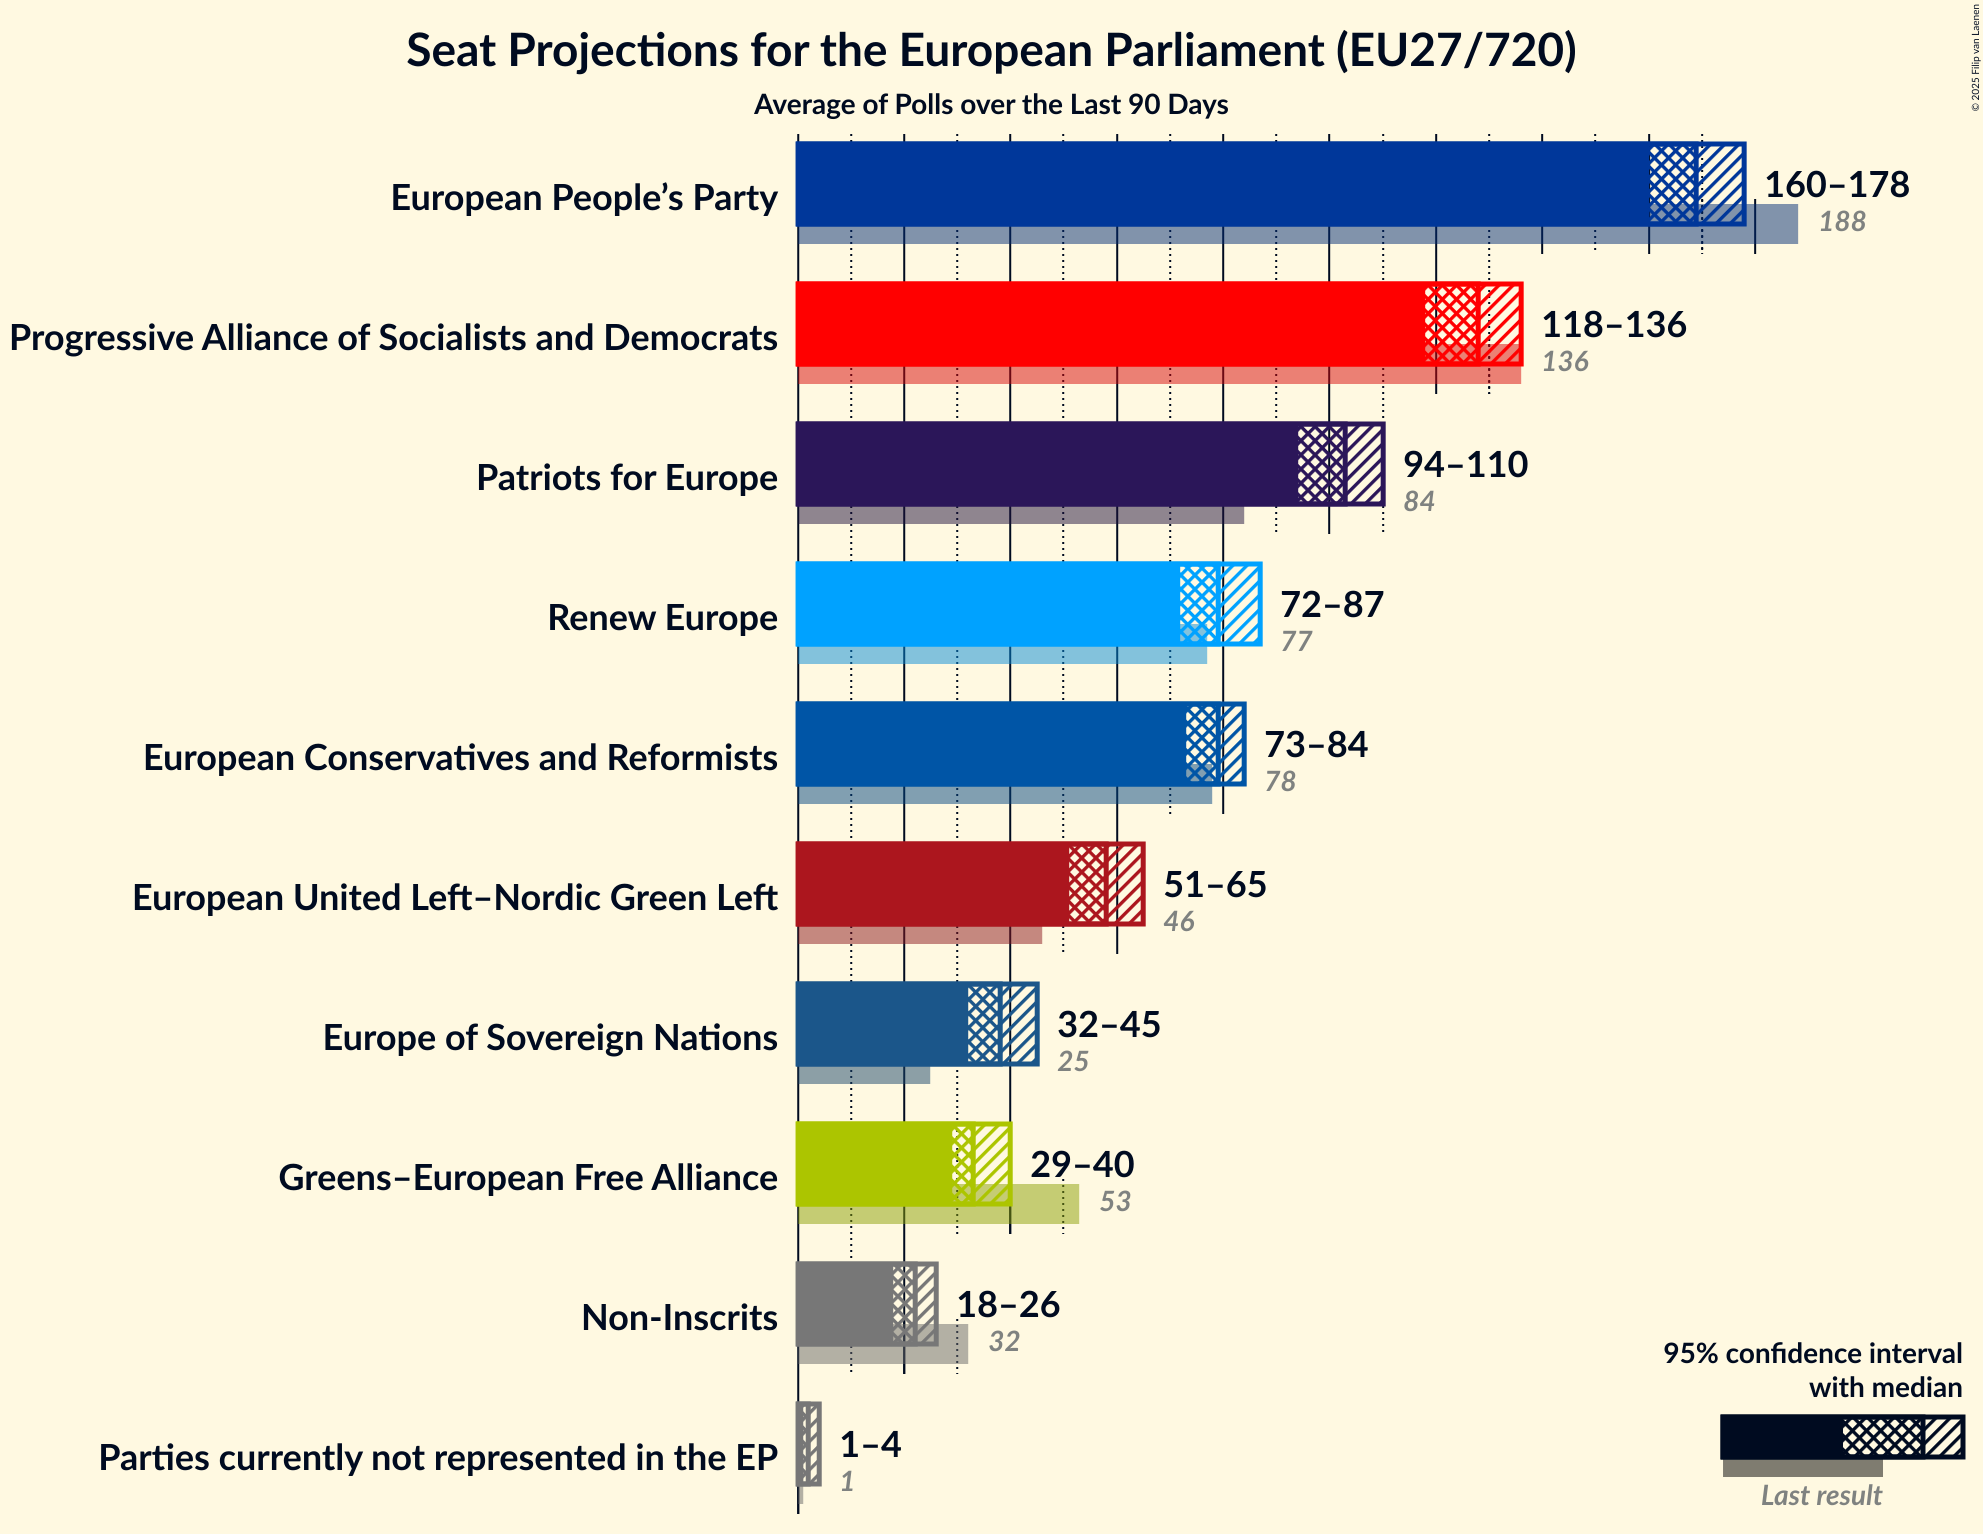 Seat Projections for the European Parliament (EU27/720)
Average of Polls over the Last 90 Days
© 2025 Filip van Laenen
European People’s Party
160–178
188
Progressive Alliance of Socialists and Democrats
118–136
136
Patriots for Europe
94–110
84
Renew Europe
72–87
77
European Conservatives and Reformists
73–84
78
European United Left–Nordic Green Left
51–65
46
Europe of Sovereign Nations
32–45
25
Greens–European Free Alliance
29–40
53
Non-Inscrits
18–26
32
Parties currently not represented in the EP
1–4
1
95% confidence interval
with median
Last result